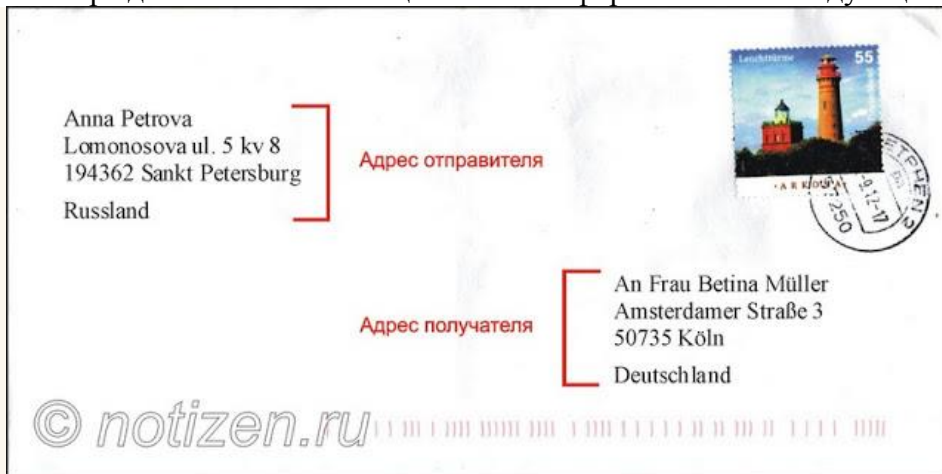 Anna Petrova
Lomonosova ul. 5 kv 8
194362 Sankt Petersburg
Russland
Адрес отправителя
Leuchttürme 55
ARKONA
An Frau Betina Müller
Amsterdamer Straße 3
50735 Köln
Deutschland
Адрес получателя
© notizen.ru